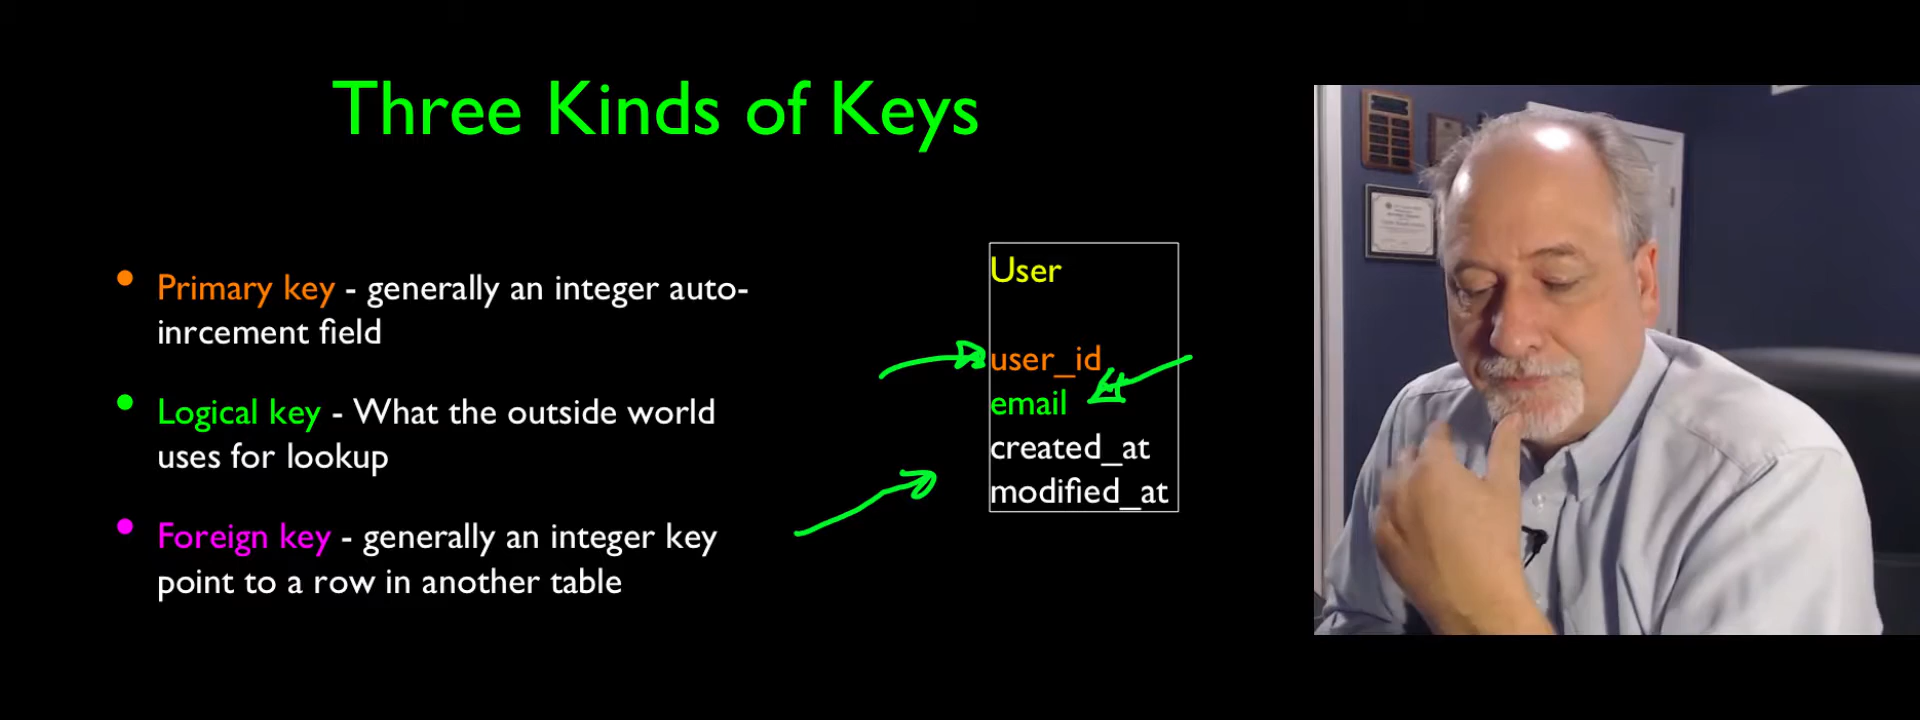 Three Kinds of Keys
• Primary key - generally an integer auto-
inrcement field
• Logical key - What the outside world
uses for lookup
• Foreign key - generally an integer key
point to a row in another table
User
user_id
email
created_at
modified_at